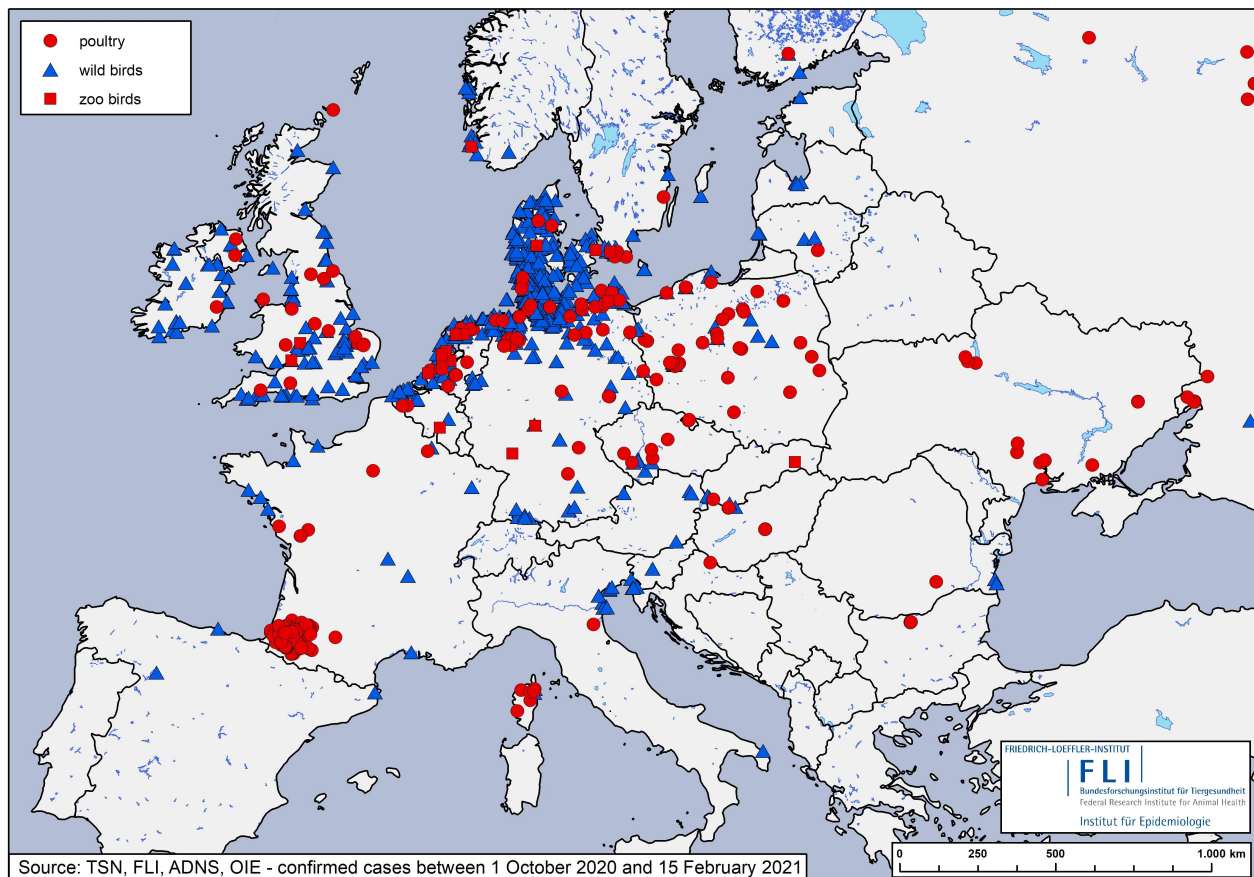 poultry
wild birds
zoo birds
FRIEDRICH-LOEFFLER-INSTITUT
FLI
Bundesforschungsinstitut für Tiergesundheit
Federal Research Institute for Animal Health
Institut für Epidemiologie
Source: TSN, FLI, ADNS, OIE - confirmed cases between 1 October 2020 and 15 February 2021
0 250 500 1.000 km